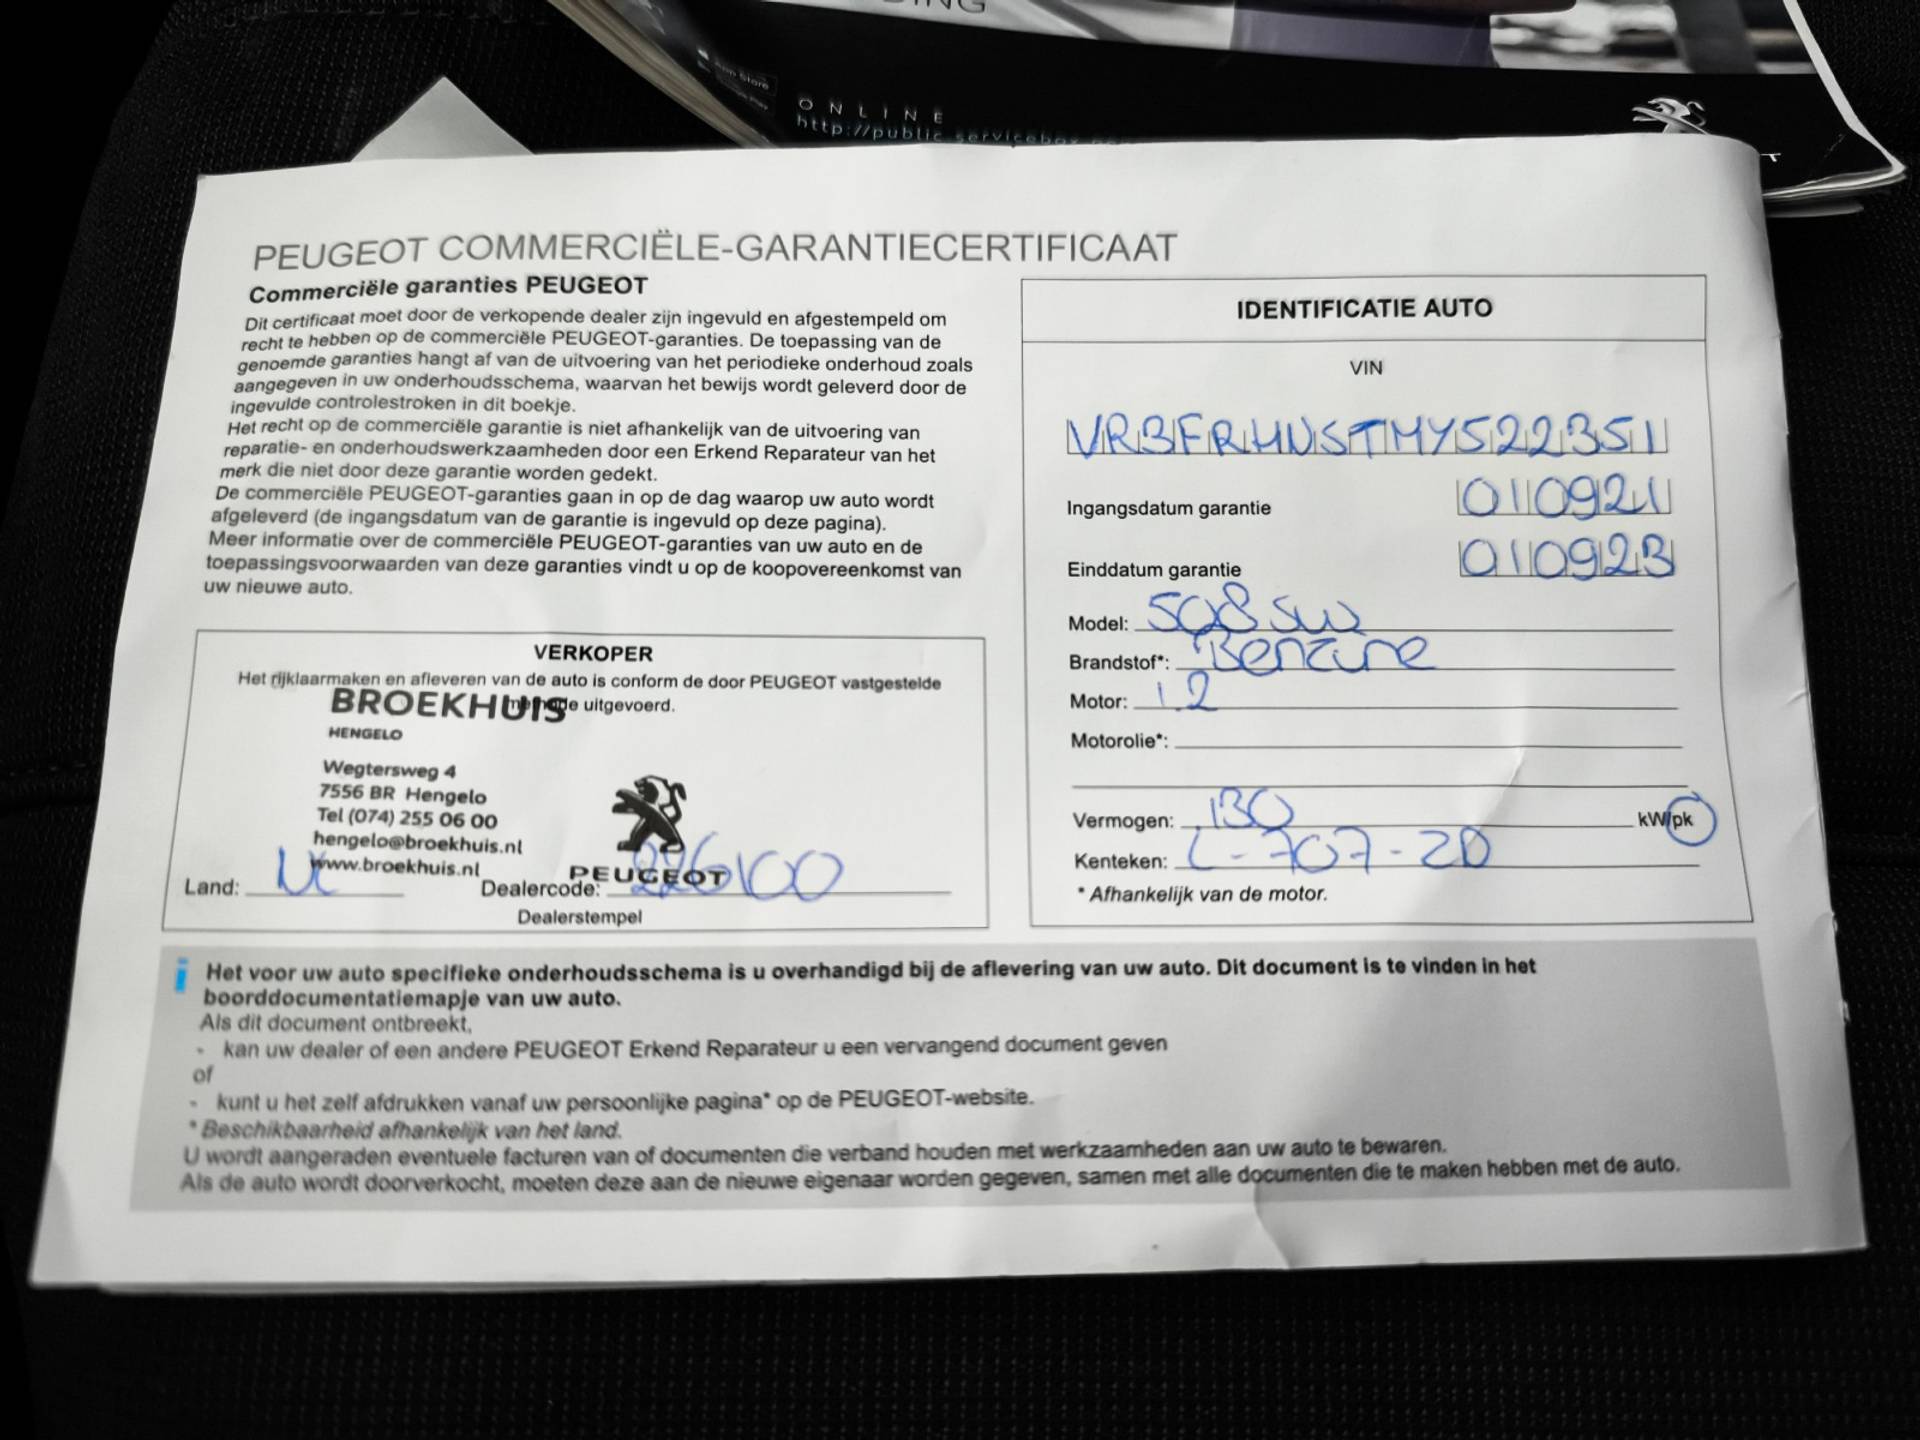 ONLINE
PEUGEOT COMMERCIËLE-GARANTIECERTIFICAAT
Commerciële garanties PEUGEOT
Dit certificaat moet door de verkopende dealer zijn ingevuld en afgestempeld om
recht te hebben op de commerciële PEUGEOT-garanties. De toepassing van de
genoemde garanties hangt af van de uitvoering van het periodieke onderhoud zoals
aangegeven in uw onderhoudsschema, waarvan het bewijs wordt geleverd door de
ingevulde controlestroken in dit boekje.
Het recht op de commerciële garantie is niet afhankelijk van de uitvoering van
reparatie- en onderhoudswerkzaamheden door een Erkend Reparateur van het
merk die niet door deze garantie worden gedekt.
De commerciële PEUGEOT-garanties gaan in op de dag waarop uw auto wordt
afgeleverd (de ingangsdatum van de garantie is ingevuld op deze pagina).
Meer informatie over de commerciële PEUGEOT-garanties van uw auto en de
toepassingsvoorwaarden van deze garanties vindt u op de koopovereenkomst van
uw nieuwe auto.
VERKOPER
Het rijklaarmaken en afleveren van de auto is conform de door PEUGEOT vastgestelde
uitgevoerd.
BROEKHUIS
HENGELO
Wegtersweg 4
7556 BR Hengelo
Tel (074) 255 06 00
hengelo@broekhuis.nl
www.broekhuis.nl
PEUGEOT
Land: NL Dealercode: 226100
Dealerstempel
IDENTIFICATIE AUTO
VIN
VR3FRHNSTMY522351
Ingangsdatum garantie 010921
Einddatum garantie 010923
Model: 508 SW
Brandstof*: Benzine
Motor: 1.2
Motorolie*:
Vermogen: 130 kW/pk
Kenteken: L-707-ZD
* Afhankelijk van de motor.
i Het voor uw auto specifieke onderhoudsschema is u overhandigd bij de aflevering van uw auto. Dit document is te vinden in het
boorddocumentatiemapje van uw auto.
Als dit document ontbreekt,
- kan uw dealer of een andere PEUGEOT Erkend Reparateur u een vervangend document geven
of
- kunt u het zelf afdrukken vanaf uw persoonlijke pagina* op de PEUGEOT-website.
* Beschikbaarheid afhankelijk van het land.
U wordt aangeraden eventuele facturen van of documenten die verband houden met werkzaamheden aan uw auto te bewaren.
Als de auto wordt doorverkocht, moeten deze aan de nieuwe eigenaar worden gegeven, samen met alle documenten die te maken hebben met de auto.